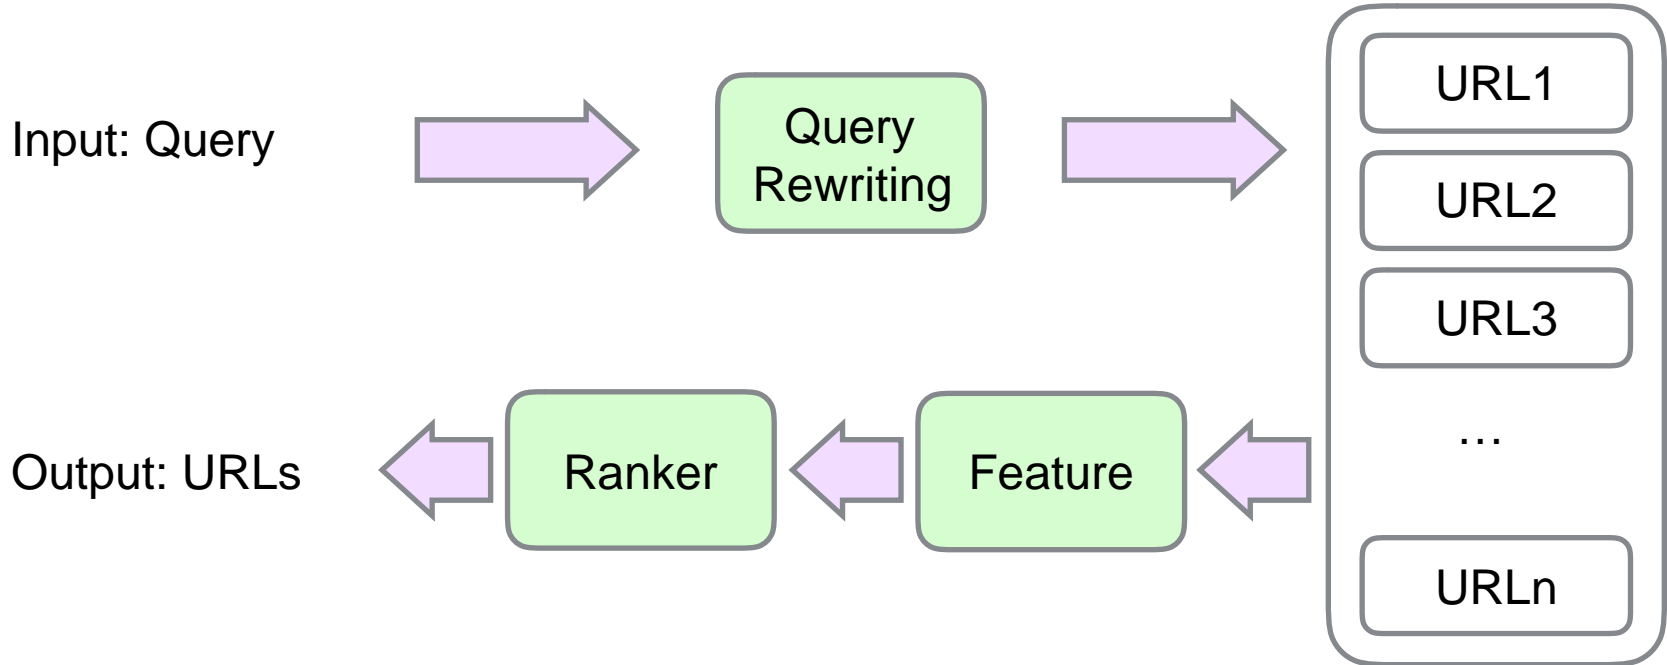 Input: Query
Query
Rewriting
URL1
URL2
URL3
...
URLn
Feature
Ranker
Output: URLs